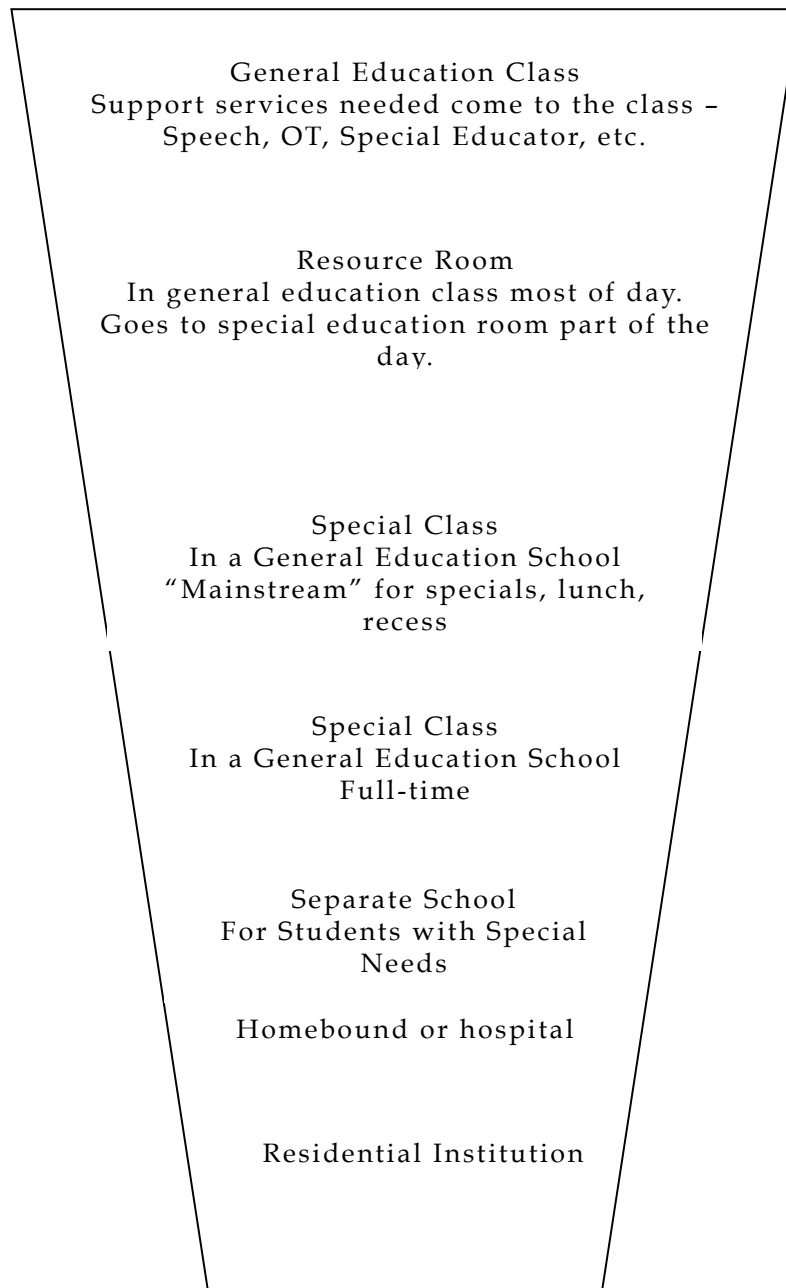 General Education Class
Support services needed come to the class –
Speech, OT, Special Educator, etc.
Resource Room
In general education class most of day.
Goes to special education room part of the
day.
Special Class
In a General Education School
“Mainstream” for specials, lunch,
recess
Special Class
In a General Education School
Full-time
Separate School
For Students with Special
Needs
Homebound or hospital
Residential Institution